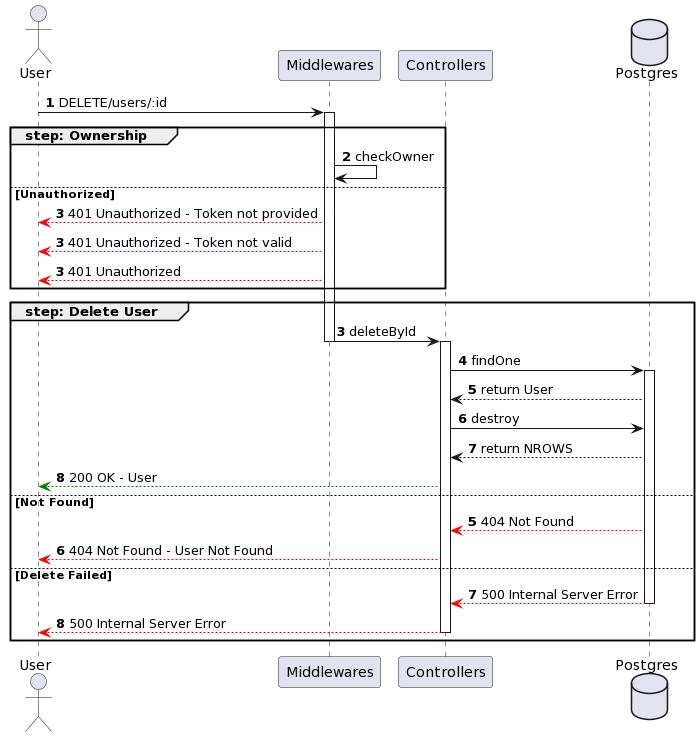 User
Middlewares
Controllers
Postgres
1 DELETE/users/:id
step: Ownership
2 checkOwner
[Unauthorized]
3 401 Unauthorized - Token not provided
3 401 Unauthorized - Token not valid
3 401 Unauthorized
step: Delete User
3 deleteById
4 findOne
5 return User
6 destroy
7 return NROWS
8 200 OK - User
[Not Found]
5 404 Not Found
6 404 Not Found - User Not Found
[Delete Failed]
7 500 Internal Server Error
8 500 Internal Server Error
User
Middlewares
Controllers
Postgres